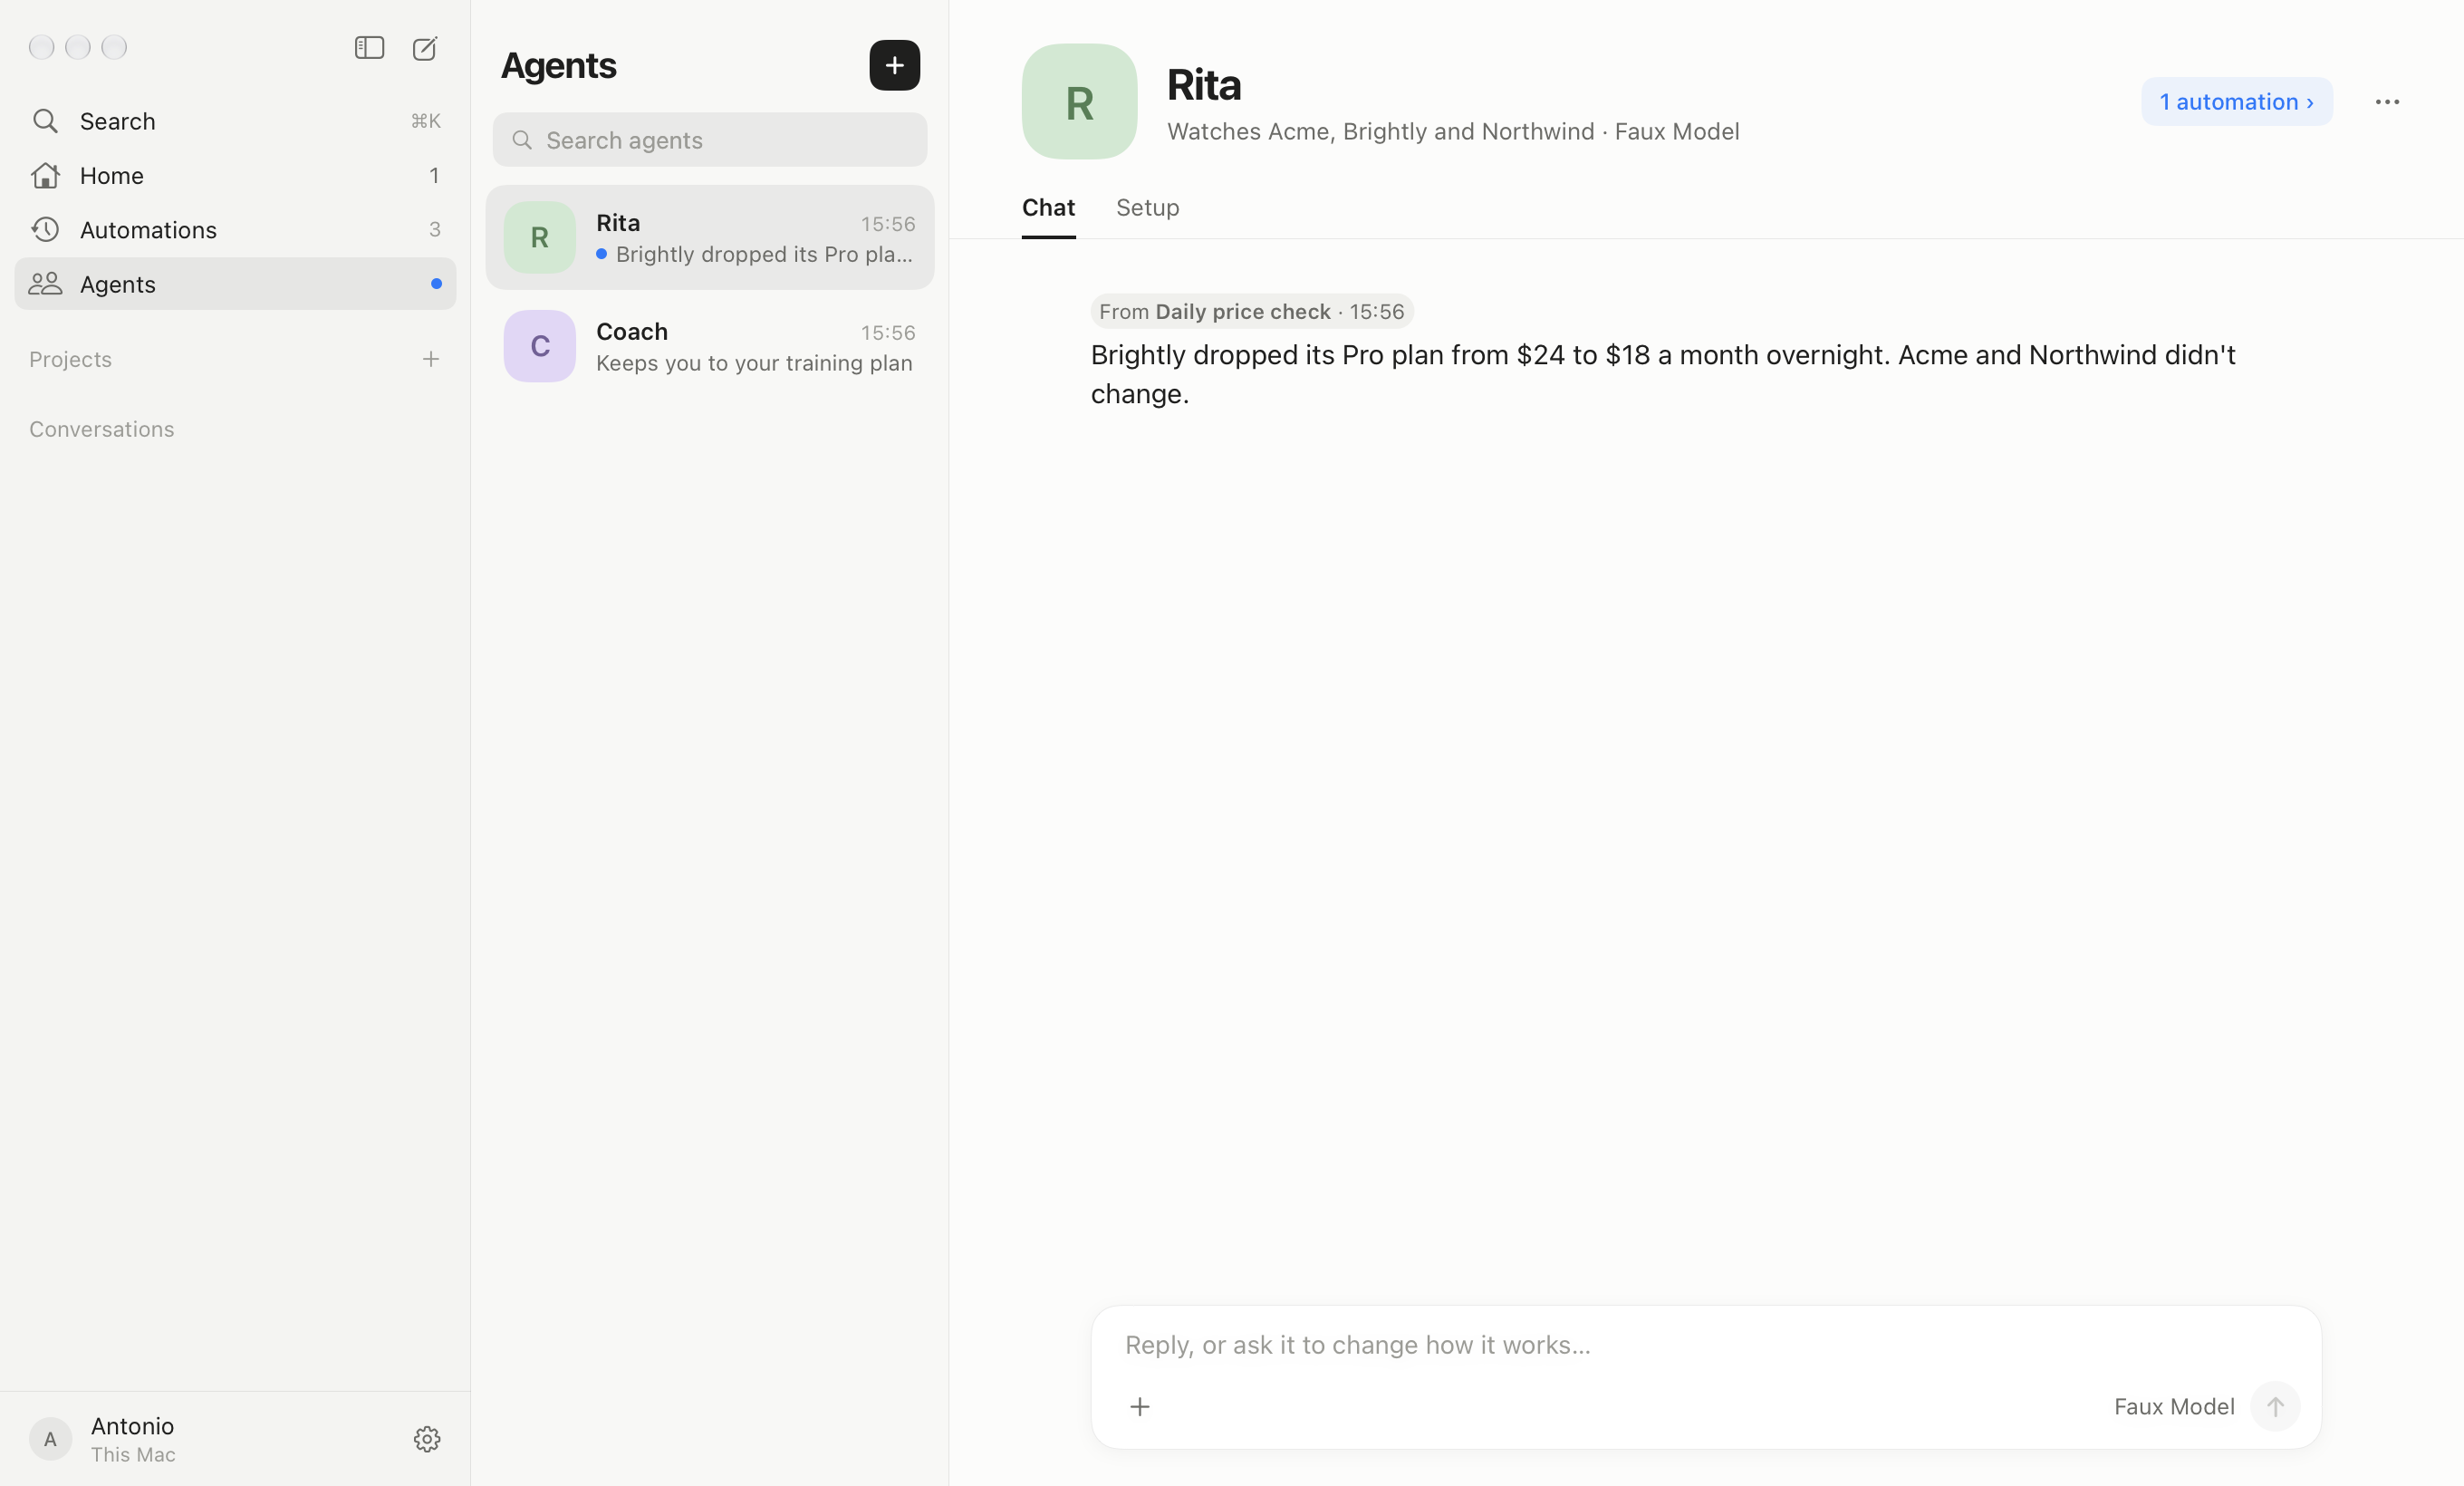 Search ⌘K
Home 1
Automations 3
Agents
Projects
Conversations
A
Antonio
This Mac
Agents
Search agents
R
Rita 15:56
Brightly dropped its Pro pla...
C
Coach 15:56
Keeps you to your training plan
R
Rita
Watches Acme, Brightly and Northwind · Faux Model
1 automation ›
Chat Setup
From Daily price check · 15:56
Brightly dropped its Pro plan from $24 to $18 a month overnight. Acme and Northwind didn't
change.
Reply, or ask it to change how it works...
Faux Model